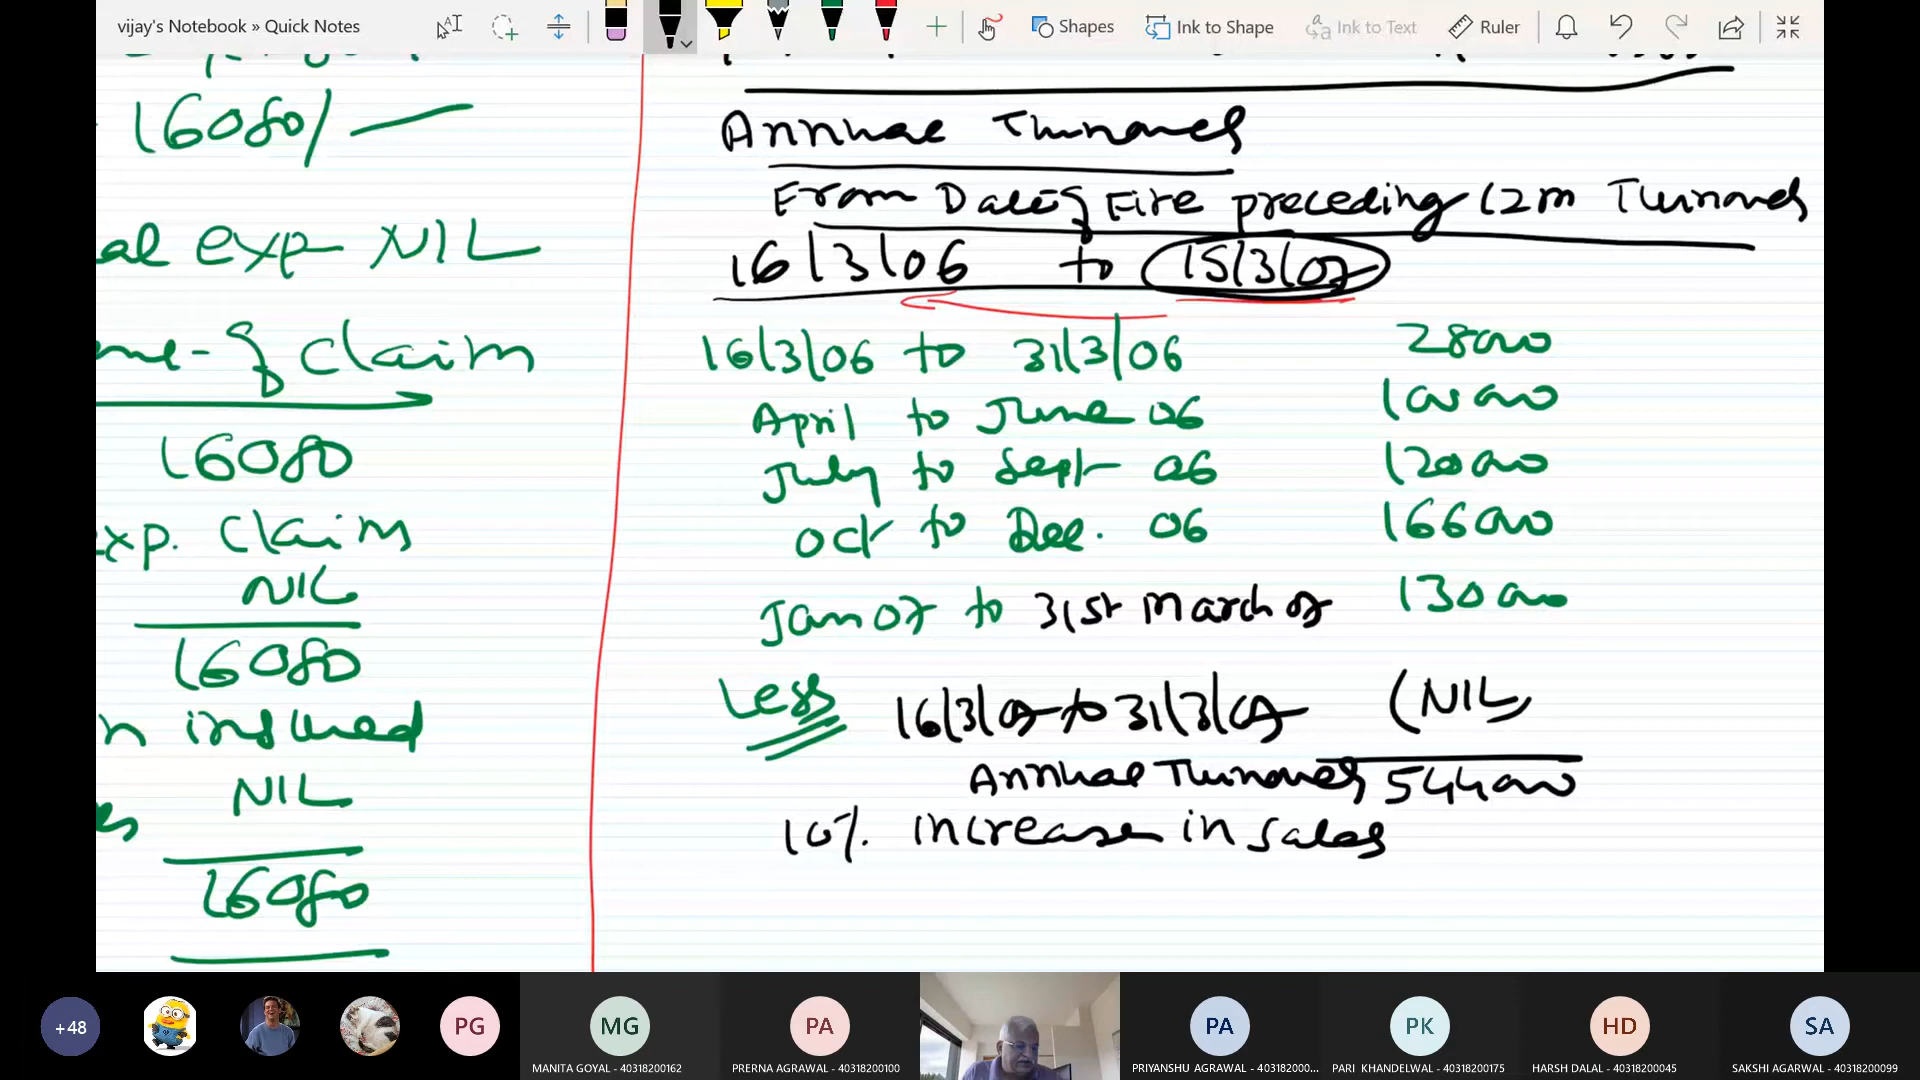 vijay's Notebook » Quick Notes
Shapes
Ink to Shape
Ink to Text
Ruler
16080/-
al exp NIL
claim
16080
xp. claim
NIL
16080
n insured
NIL
es
16080
Annual Turnover
From Date of Fire preceding 12m Turnover
16/3/06 to 15/3/07
16/3/06 to 31/3/06 28000
April to June 06 100000
July to Sept 06 120000
Oct to Dec. 06 166000
Jan 07 to 31st March 07 130000
Less 16/3/07 to 31/3/07 (NIL)
Annual Turnover 544000
10% increase in sales
+48
PG
MG
PA
PA
PK
HD
SA
MANITA GOYAL - 40318200162
PRERNA AGRAWAL - 40318200100
PRIYANSHU AGRAWAL - 403182000...
PARI KHANDELWAL - 40318200175
HARSH DALAL - 40318200045
SAKSHI AGARWAL - 40318200099